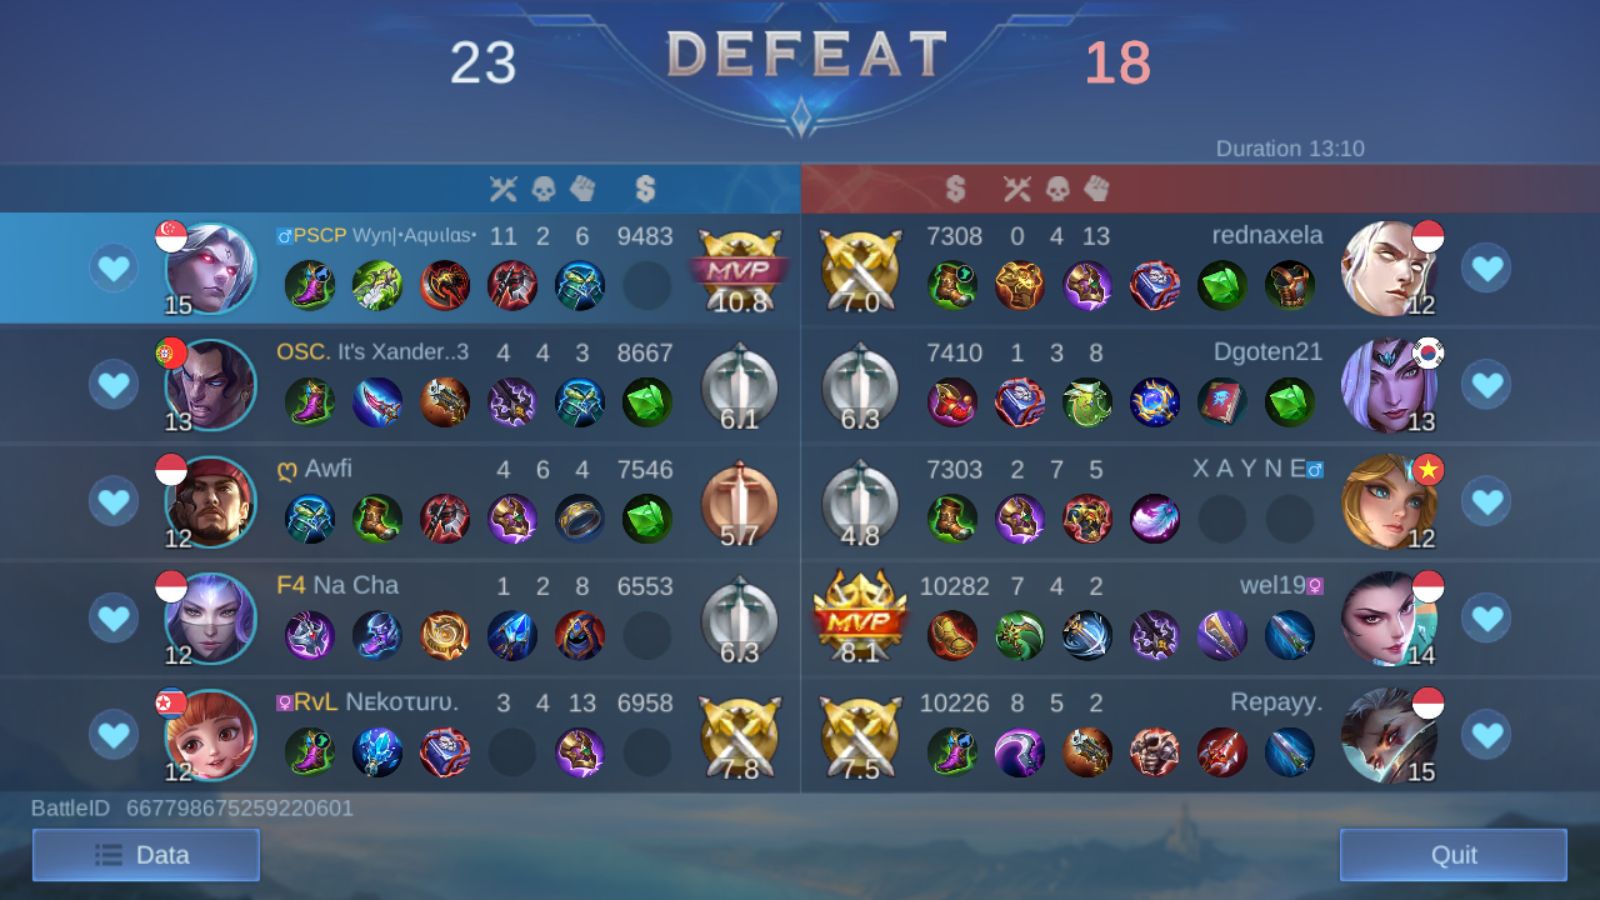 23 DEFEAT 18
Duration 13:10
PSCP Wyn|•Aqυιlαs• 11 2 6 9483
15 MVP 10.8
7308 0 4 13 rednaxela
7.0 12
OSC. It's Xander..3 4 4 3 8667
13 6.1
7410 1 3 8 Dgoten21
6.3 13
ღ Awfi 4 6 4 7546
12 5.7
7303 2 7 5 X A Y N E
4.8 12
F4 Na Cha 1 2 8 6553
12 6.3
10282 7 4 2 wel19
MVP 8.1 14
RvL Nᴇkoтuru. 3 4 13 6958
12 7.8
10226 8 5 2 Repayy.
7.5 15
BattleID 667798675259220601
Data
Quit